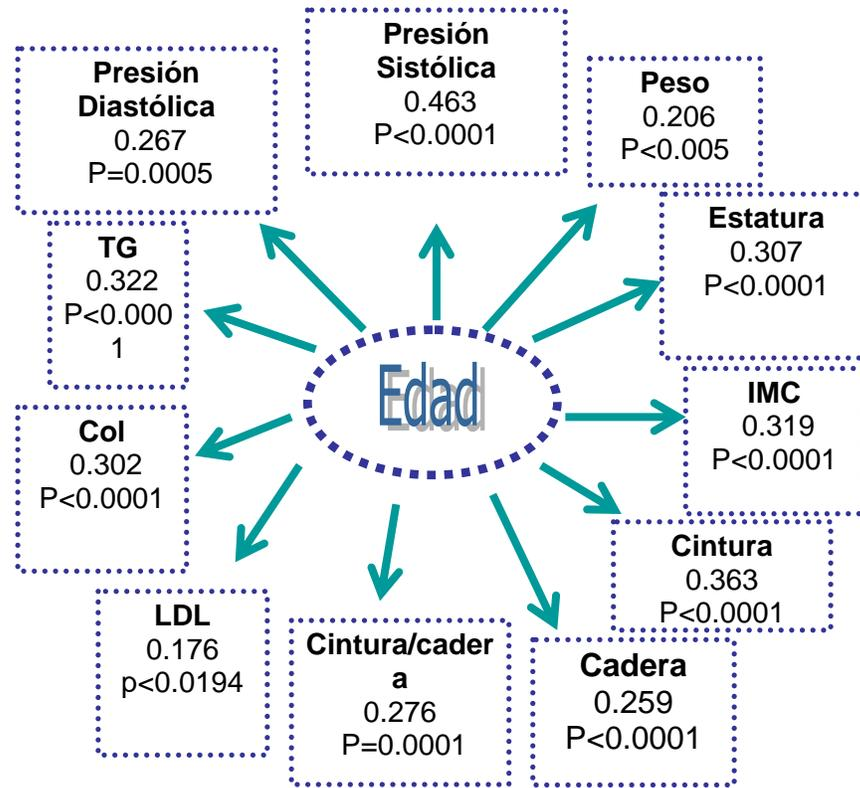 Presión
Diastólica
0.267
P=0.0005
Presión
Sistólica
0.463
P<0.0001
Peso
0.206
P<0.005
Estatura
0.307
P<0.0001
TG
0.322
P<0.000
1
Edad
IMC
0.319
P<0.0001
Col
0.302
P<0.0001
Cintura
0.363
P<0.0001
LDL
0.176
p<0.0194
Cintura/cader
a
0.276
P=0.0001
Cadera
0.259
P<0.0001